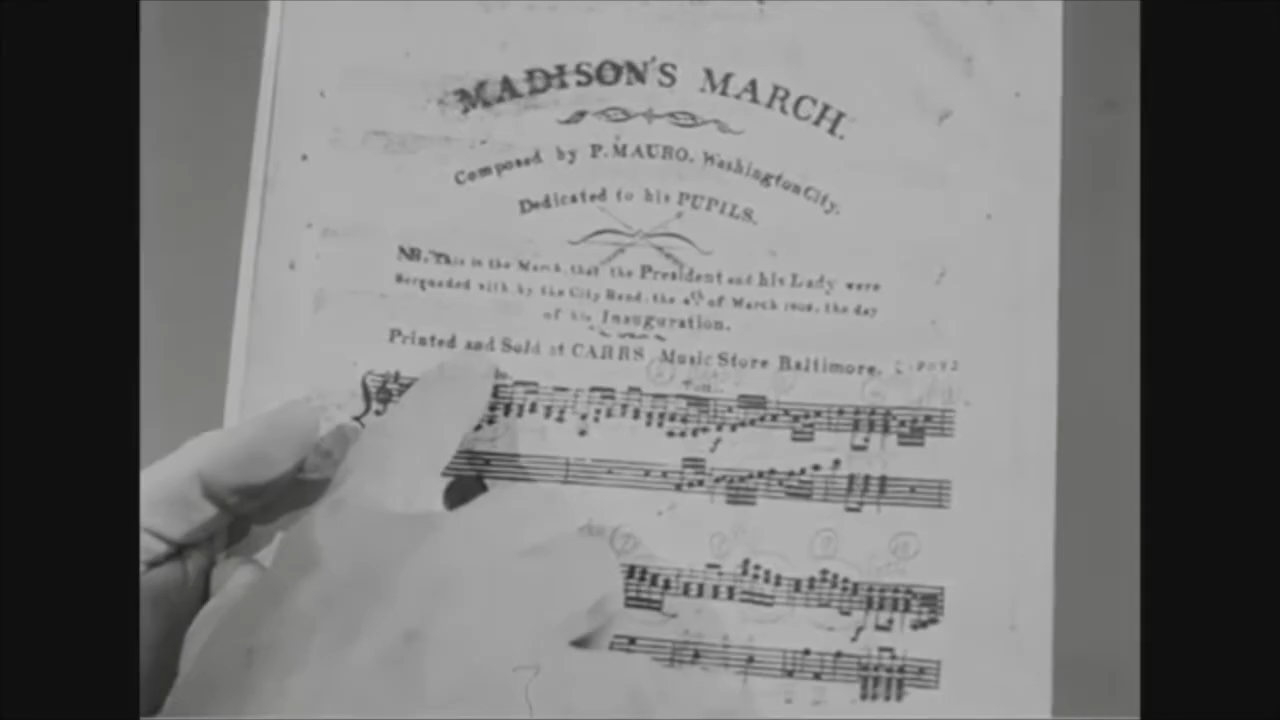 MADISON'S MARCH.
Composed by P. MAURO. Washington City.
Dedicated to his PUPILS.
NB. This is the March, that the President and his Lady were
Serenaded with by the City Band, the 4th of March 1809, the day
of his Inauguration.
Printed and Sold at CARRS Music Store Baltimore.
f
f